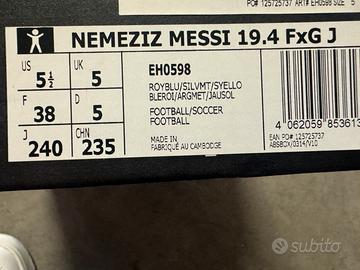 PO# 125725737 ART# EH0598 SIZE 5
NEMEZIZ MESSI 19.4 FxG J
US UK
5½ 5
F D
38 5
J CHN
240 235
EH0598
ROYBLU/SILVMT/SYELLO
BLEROI/ARGMET/JAUSOL
FOOTBALL/SOCCER
FOOTBALL
MADE IN
FABRIQUÉ AU CAMBODGE
4 062059 853613
EAN PO# 125725737
ABSBOX/0314/V10
subito